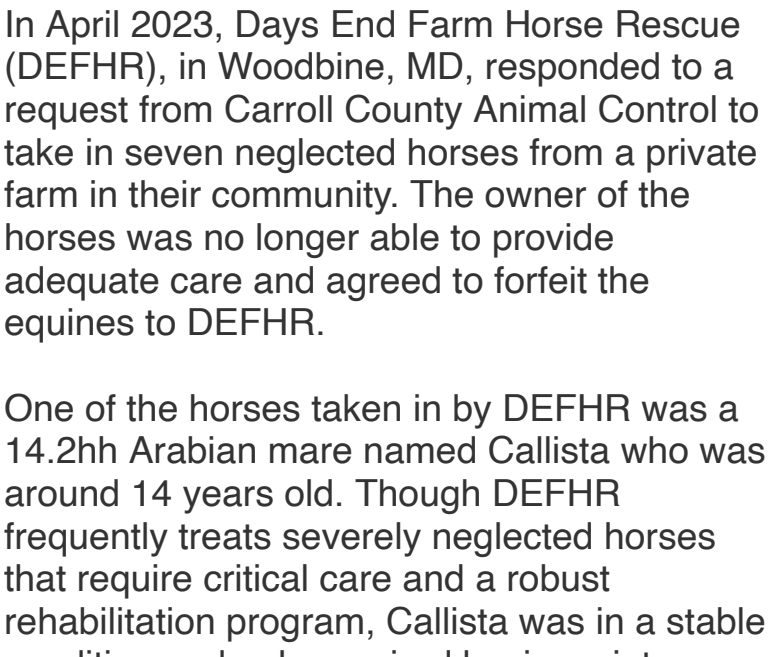 In April 2023, Days End Farm Horse Rescue
(DEFHR), in Woodbine, MD, responded to a
request from Carroll County Animal Control to
take in seven neglected horses from a private
farm in their community. The owner of the
horses was no longer able to provide
adequate care and agreed to forfeit the
equines to DEFHR.
One of the horses taken in by DEFHR was a
14.2hh Arabian mare named Callista who was
around 14 years old. Though DEFHR
frequently treats severely neglected horses
that require critical care and a robust
rehabilitation program, Callista was in a stable